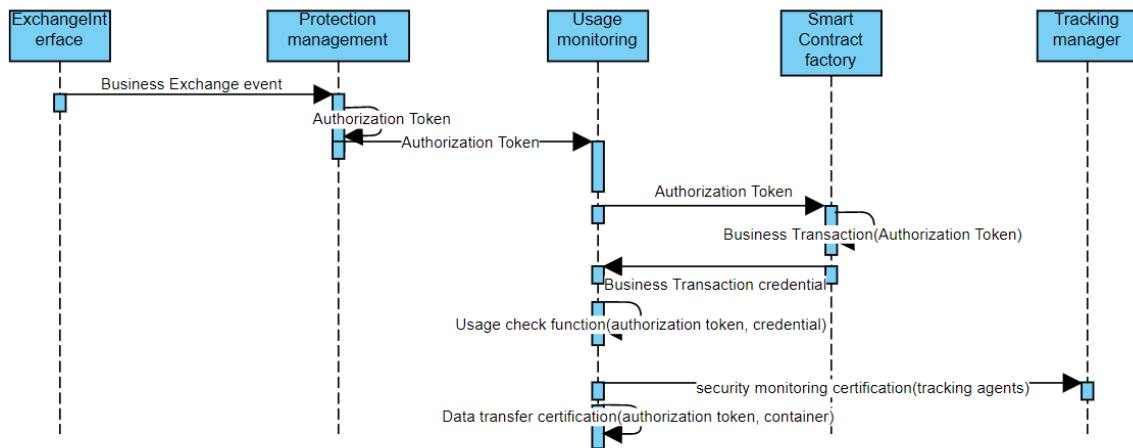 ExchangeInt
erface
Protection
management
Usage
monitoring
Smart
Contract
factory
Tracking
manager
Business Exchange event
Authorization Token
Authorization Token
Authorization Token
Business Transaction(Authorization Token)
Business Transaction credential
Usage check function(authorization token, credential)
security monitoring certification(tracking agents)
Data transfer certification(authorization token, container)